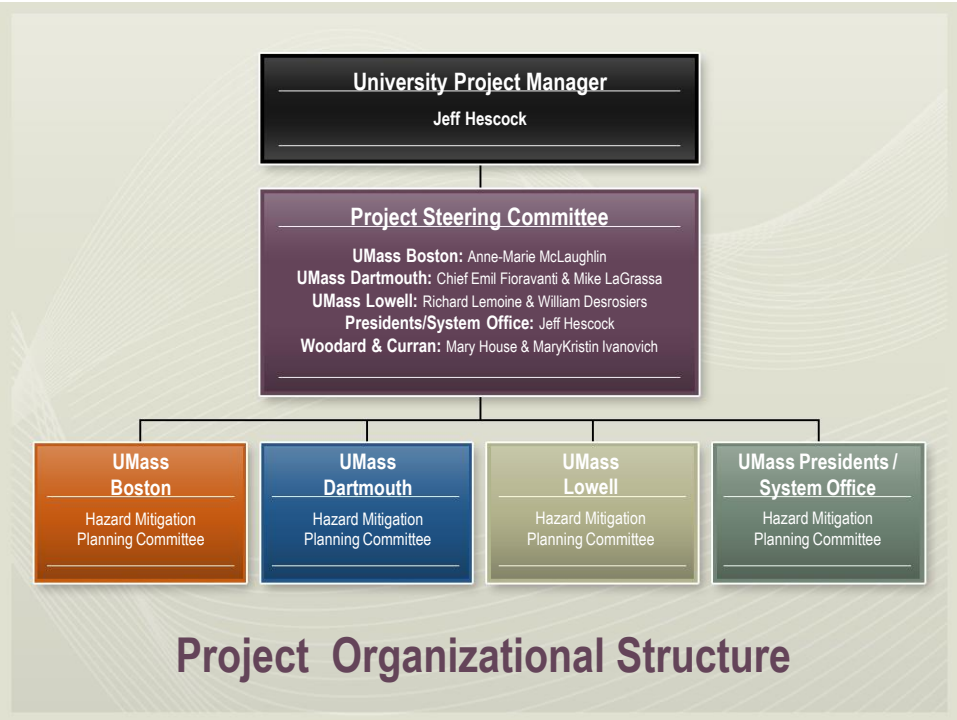 University Project Manager
Jeff Hescock
Project Steering Committee
UMass Boston: Anne-Marie McLaughlin
UMass Dartmouth: Chief Emil Fioravanti & Mike LaGrassa
UMass Lowell: Richard Lemoine & William Desrosiers
Presidents/System Office: Jeff Hescock
Woodard & Curran: Mary House & MaryKristin Ivanovich
UMass
Boston
Hazard Mitigation
Planning Committee
UMass
Dartmouth
Hazard Mitigation
Planning Committee
UMass
Lowell
Hazard Mitigation
Planning Committee
UMass Presidents /
System Office
Hazard Mitigation
Planning Committee
Project Organizational Structure